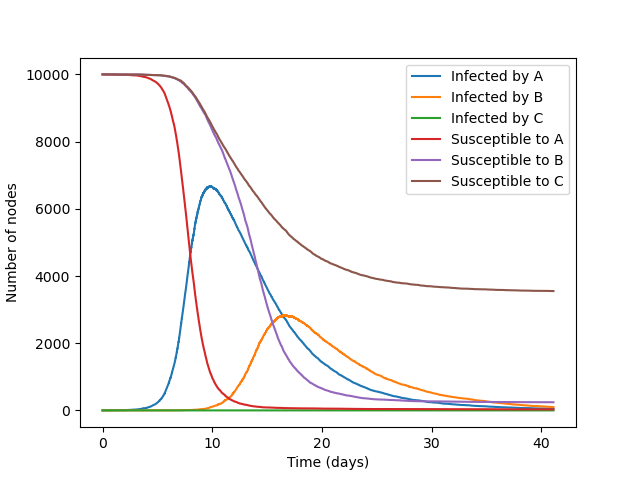 10000
8000
6000
4000
2000
0
Number of nodes
0 10 20 30 40
Time (days)
Infected by A
Infected by B
Infected by C
Susceptible to A
Susceptible to B
Susceptible to C